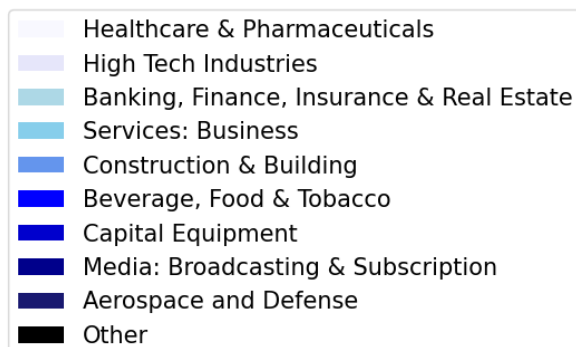 Healthcare & Pharmaceuticals
High Tech Industries
Banking, Finance, Insurance & Real Estate
Services: Business
Construction & Building
Beverage, Food & Tobacco
Capital Equipment
Media: Broadcasting & Subscription
Aerospace and Defense
Other